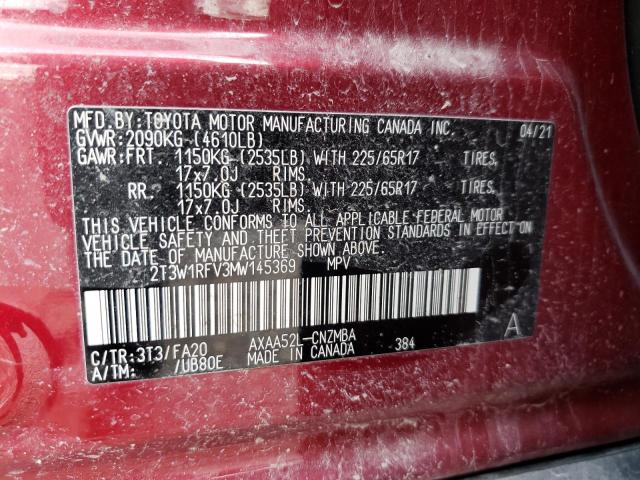 MFD. BY: TOYOTA MOTOR MANUFACTURING CANADA INC. 04/21
GVWR: 2090KG (4610LB)
GAWR: FRT. 1150KG (2535LB) WITH 225/65R17 TIRES,
17x7.0J RIMS.
RR. 1150KG (2535LB) WITH 225/65R17 TIRES,
17x7.0J RIMS.
THIS VEHICLE CONFORMS TO ALL APPLICABLE FEDERAL MOTOR
VEHICLE SAFETY AND THEFT PREVENTION STANDARDS IN EFFECT ON
THE DATE OF MANUFACTURE SHOWN ABOVE.
2T3W1RFV3MW145369 MPV
C/TR: 3T3/FA20 AXAA52L-CNZMBA 384 A
A/TM: /UB80E MADE IN CANADA